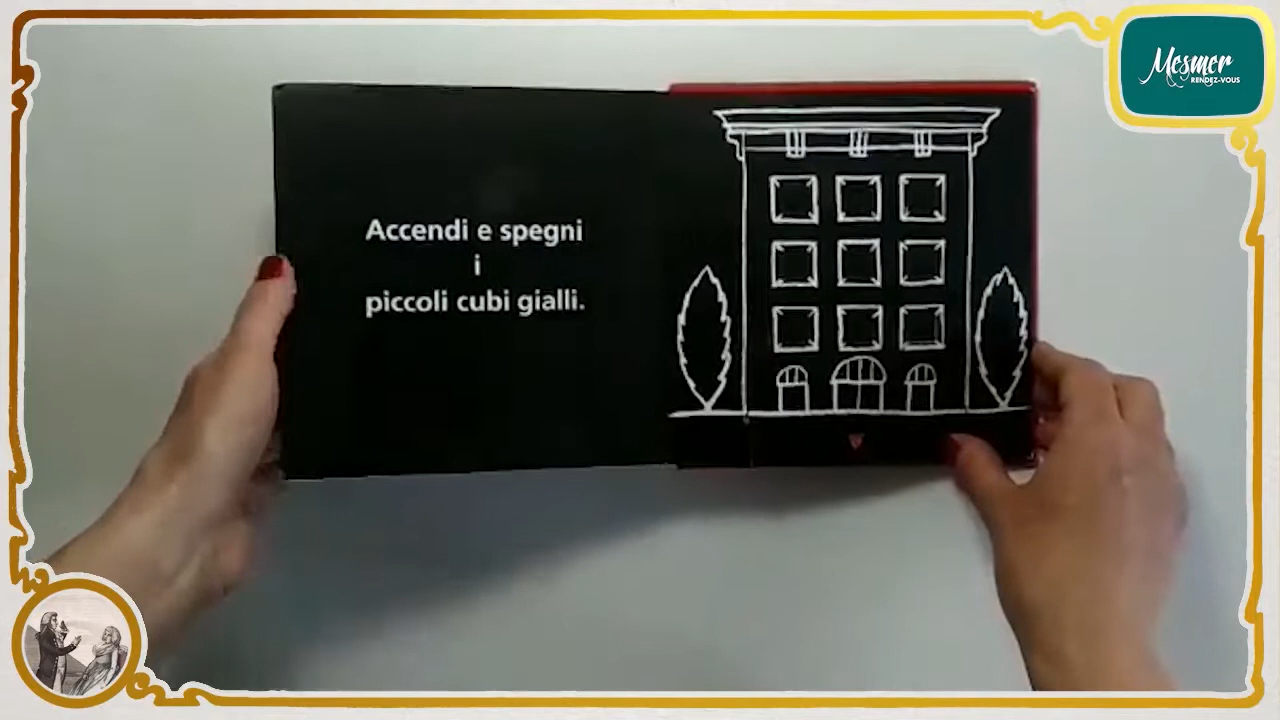 Mesmer
RENDEZ-VOUS
Accendi e spegni
i
piccoli cubi gialli.